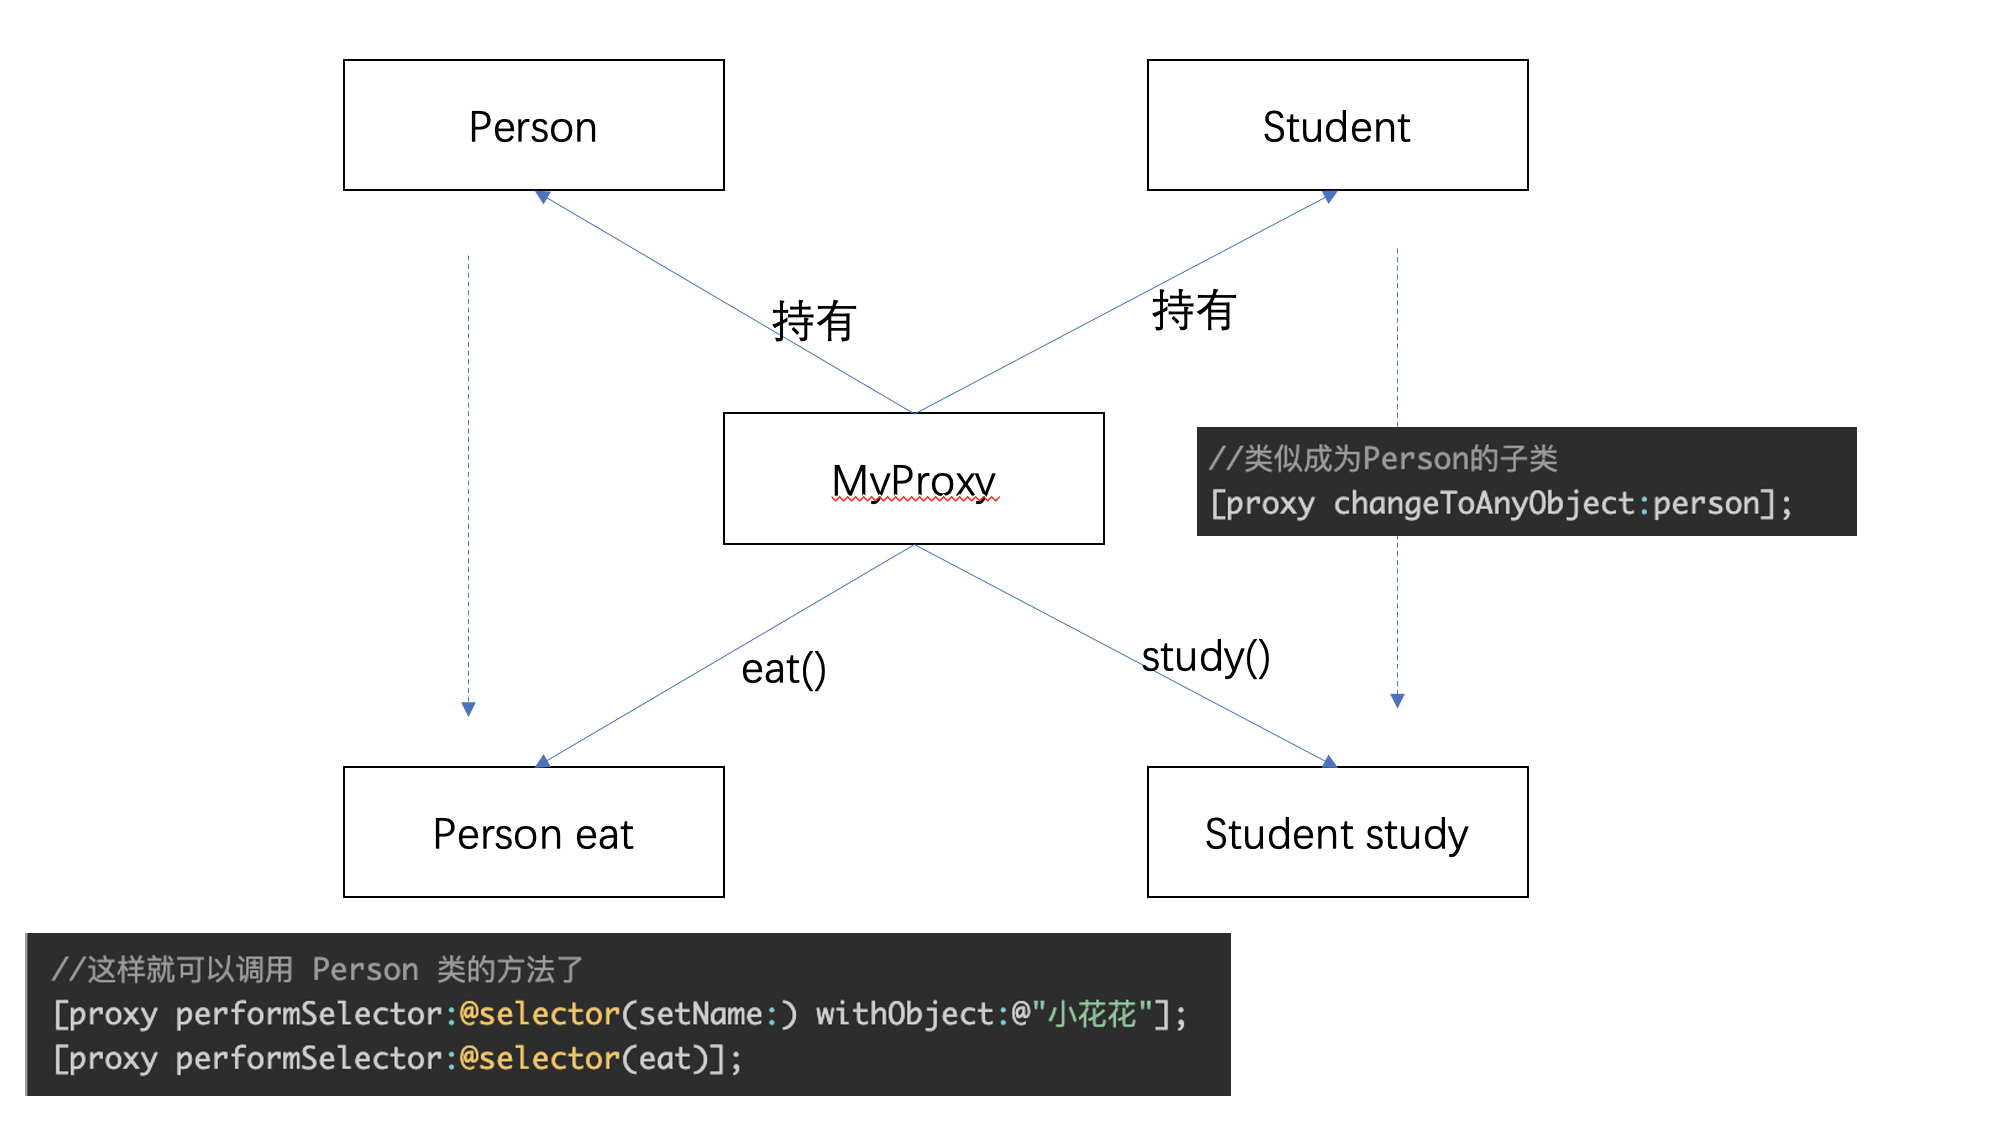 Person
Student
持有
持有
MyProxy
//类似成为Person的子类
[proxy changeToAnyObject:person];
eat()
study()
Person eat
Student study
//这样就可以调用 Person 类的方法了
[proxy performSelector:@selector(setName:) withObject:@"小花花"];
[proxy performSelector:@selector(eat)];